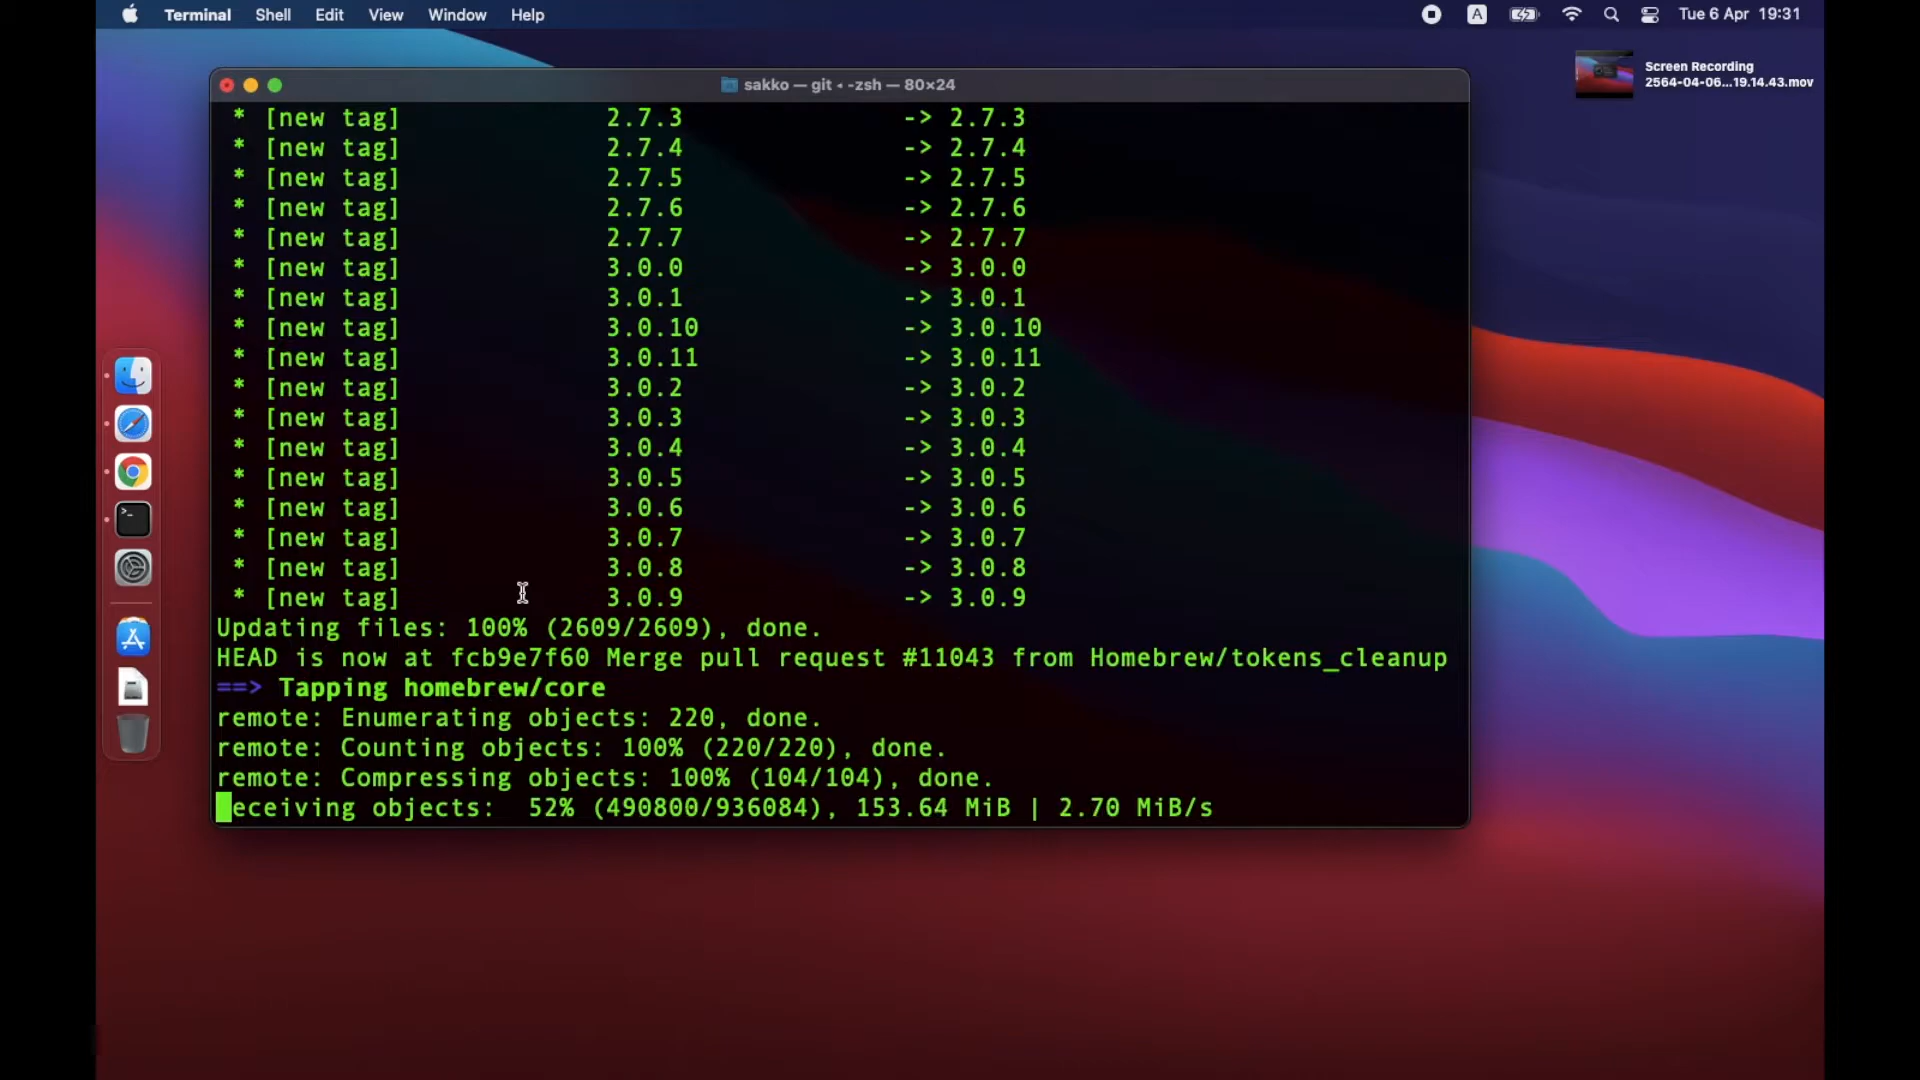 Terminal Shell Edit View Window Help A Tue 6 Apr 19:31
Screen Recording
2564-04-06...19.14.43.mov
sakko — git ◂ -zsh — 80×24
* [new tag] 2.7.3 -> 2.7.3
* [new tag] 2.7.4 -> 2.7.4
* [new tag] 2.7.5 -> 2.7.5
* [new tag] 2.7.6 -> 2.7.6
* [new tag] 2.7.7 -> 2.7.7
* [new tag] 3.0.0 -> 3.0.0
* [new tag] 3.0.1 -> 3.0.1
* [new tag] 3.0.10 -> 3.0.10
* [new tag] 3.0.11 -> 3.0.11
* [new tag] 3.0.2 -> 3.0.2
* [new tag] 3.0.3 -> 3.0.3
* [new tag] 3.0.4 -> 3.0.4
* [new tag] 3.0.5 -> 3.0.5
* [new tag] 3.0.6 -> 3.0.6
* [new tag] 3.0.7 -> 3.0.7
* [new tag] 3.0.8 -> 3.0.8
* [new tag] 3.0.9 -> 3.0.9
Updating files: 100% (2609/2609), done.
HEAD is now at fcb9e7f60 Merge pull request #11043 from Homebrew/tokens_cleanup
==> Tapping homebrew/core
remote: Enumerating objects: 220, done.
remote: Counting objects: 100% (220/220), done.
remote: Compressing objects: 100% (104/104), done.
eceiving objects: 52% (490800/936084), 153.64 MiB | 2.70 MiB/s